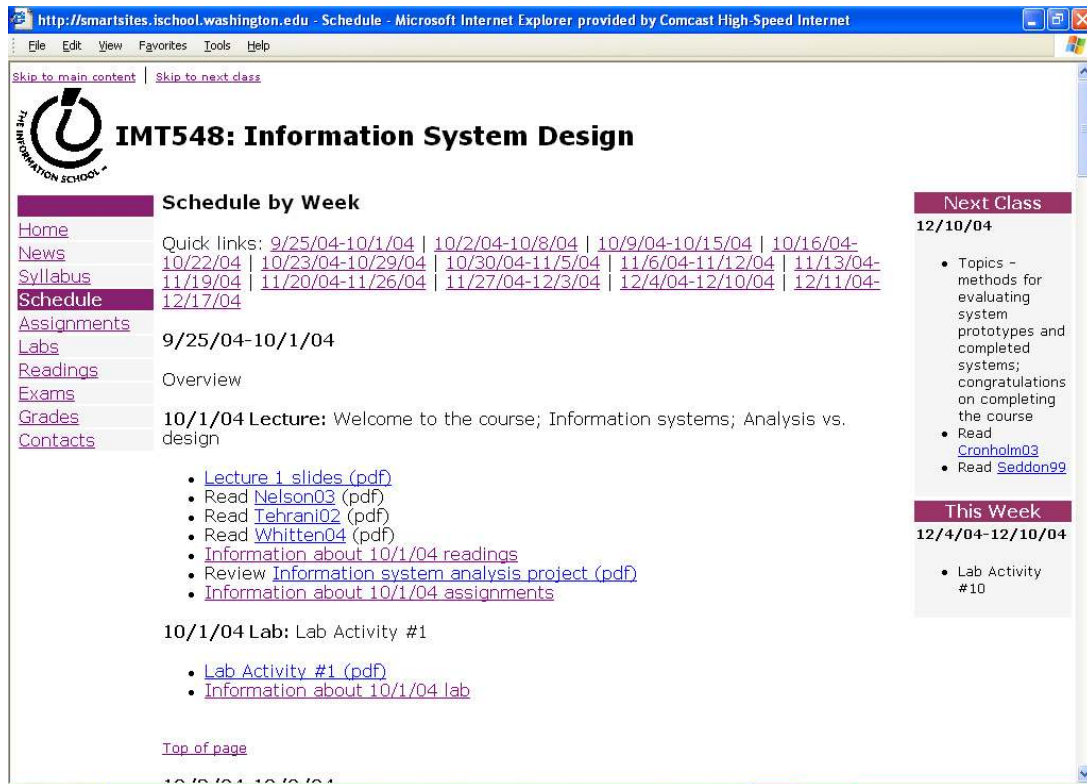 http://smartsites.ischool.washington.edu - Schedule - Microsoft Internet Explorer provided by Comcast High-Speed Internet
File Edit View Favorites Tools Help
Skip to main content | Skip to next class
THE INFORMATION SCHOOL
IMT548: Information System Design
Home
News
Syllabus
Schedule
Assignments
Labs
Readings
Exams
Grades
Contacts
Schedule by Week
Quick links: 9/25/04-10/1/04 | 10/2/04-10/8/04 | 10/9/04-10/15/04 | 10/16/04-
10/22/04 | 10/23/04-10/29/04 | 10/30/04-11/5/04 | 11/6/04-11/12/04 | 11/13/04-
11/19/04 | 11/20/04-11/26/04 | 11/27/04-12/3/04 | 12/4/04-12/10/04 | 12/11/04-
12/17/04
9/25/04-10/1/04
Overview
10/1/04 Lecture: Welcome to the course; Information systems; Analysis vs.
design
• Lecture 1 slides (pdf)
• Read Nelson03 (pdf)
• Read Tehrani02 (pdf)
• Read Whitten04 (pdf)
• Information about 10/1/04 readings
• Review Information system analysis project (pdf)
• Information about 10/1/04 assignments
10/1/04 Lab: Lab Activity #1
• Lab Activity #1 (pdf)
• Information about 10/1/04 lab
Top of page
Next Class
12/10/04
• Topics -
methods for
evaluating
system
prototypes and
completed
systems;
congratulations
on completing
the course
• Read
Cronholm03
• Read Seddon99
This Week
12/4/04-12/10/04
• Lab Activity
#10